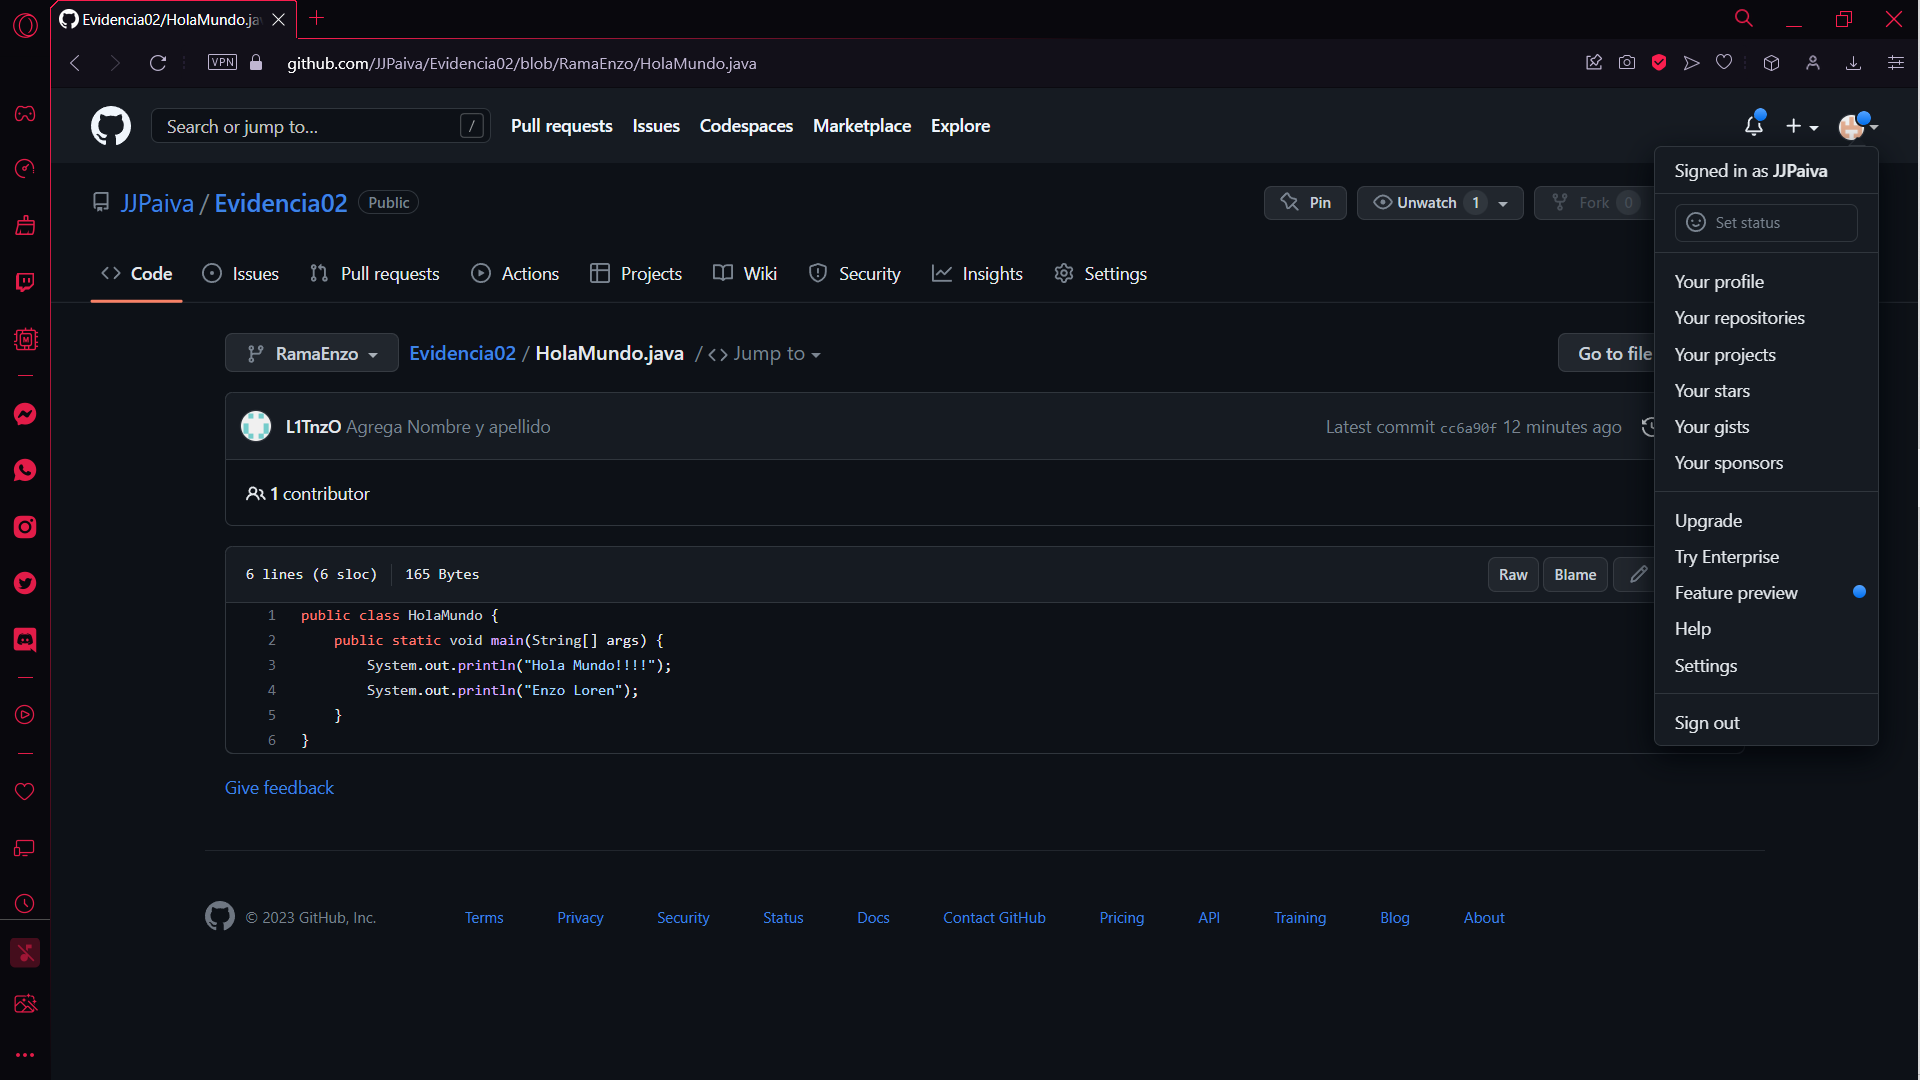 Evidencia02/HolaMundo.ja
VPN
github.com/JJPaiva/Evidencia02/blob/RamaEnzo/HolaMundo.java
Search or jump to... /
Pull requests
Issues
Codespaces
Marketplace
Explore
Signed in as JJPaiva
Set status
Your profile
Your repositories
Your projects
Your stars
Your gists
Your sponsors
Upgrade
Try Enterprise
Feature preview
Help
Settings
Sign out
JJPaiva / Evidencia02 Public
Pin
Unwatch 1
Fork 0
Code
Issues
Pull requests
Actions
Projects
Wiki
Security
Insights
Settings
RamaEnzo
Evidencia02 / HolaMundo.java / <> Jump to
Go to file
L1TnzO Agrega Nombre y apellido
Latest commit cc6a90f 12 minutes ago
1 contributor
6 lines (6 sloc) 165 Bytes
Raw
Blame
1 public class HolaMundo {
2 public static void main(String[] args) {
3 System.out.println("Hola Mundo!!!!");
4 System.out.println("Enzo Loren");
5 }
6 }
Give feedback
© 2023 GitHub, Inc.
Terms
Privacy
Security
Status
Docs
Contact GitHub
Pricing
API
Training
Blog
About